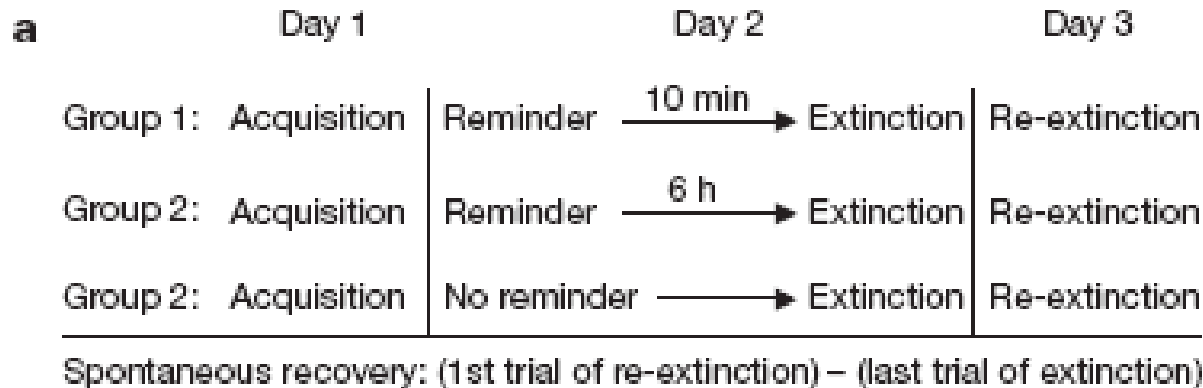 a Day 1 Day 2 Day 3
10 min
Group 1: Acquisition Reminder Extinction Re-extinction
6 h
Group 2: Acquisition Reminder Extinction Re-extinction
Group 2: Acquisition No reminder Extinction Re-extinction
Spontaneous recovery: (1st trial of re-extinction) – (last trial of extinction)